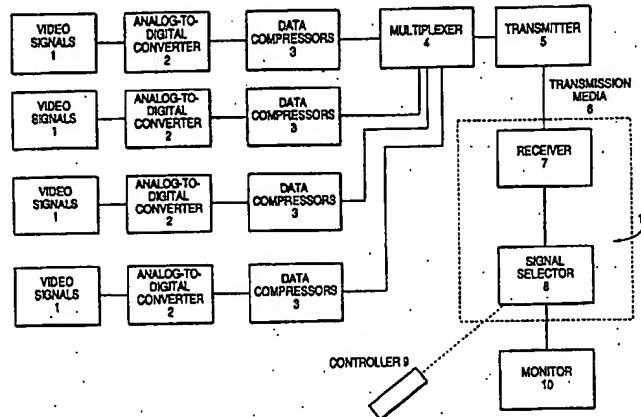 VIDEO
SIGNALS
1
ANALOG-TO-
DIGITAL
CONVERTER
2
DATA
COMPRESSORS
3
MULTIPLEXER
4
TRANSMITTER
5
VIDEO
SIGNALS
1
ANALOG-TO-
DIGITAL
CONVERTER
2
DATA
COMPRESSORS
3
TRANSMISSION
MEDIA
6
RECEIVER
7
VIDEO
SIGNALS
1
ANALOG-TO-
DIGITAL
CONVERTER
2
DATA
COMPRESSORS
3
SIGNAL
SELECTOR
8
VIDEO
SIGNALS
1
ANALOG-TO-
DIGITAL
CONVERTER
2
DATA
COMPRESSORS
3
CONTROLLER 9
MONITOR
10